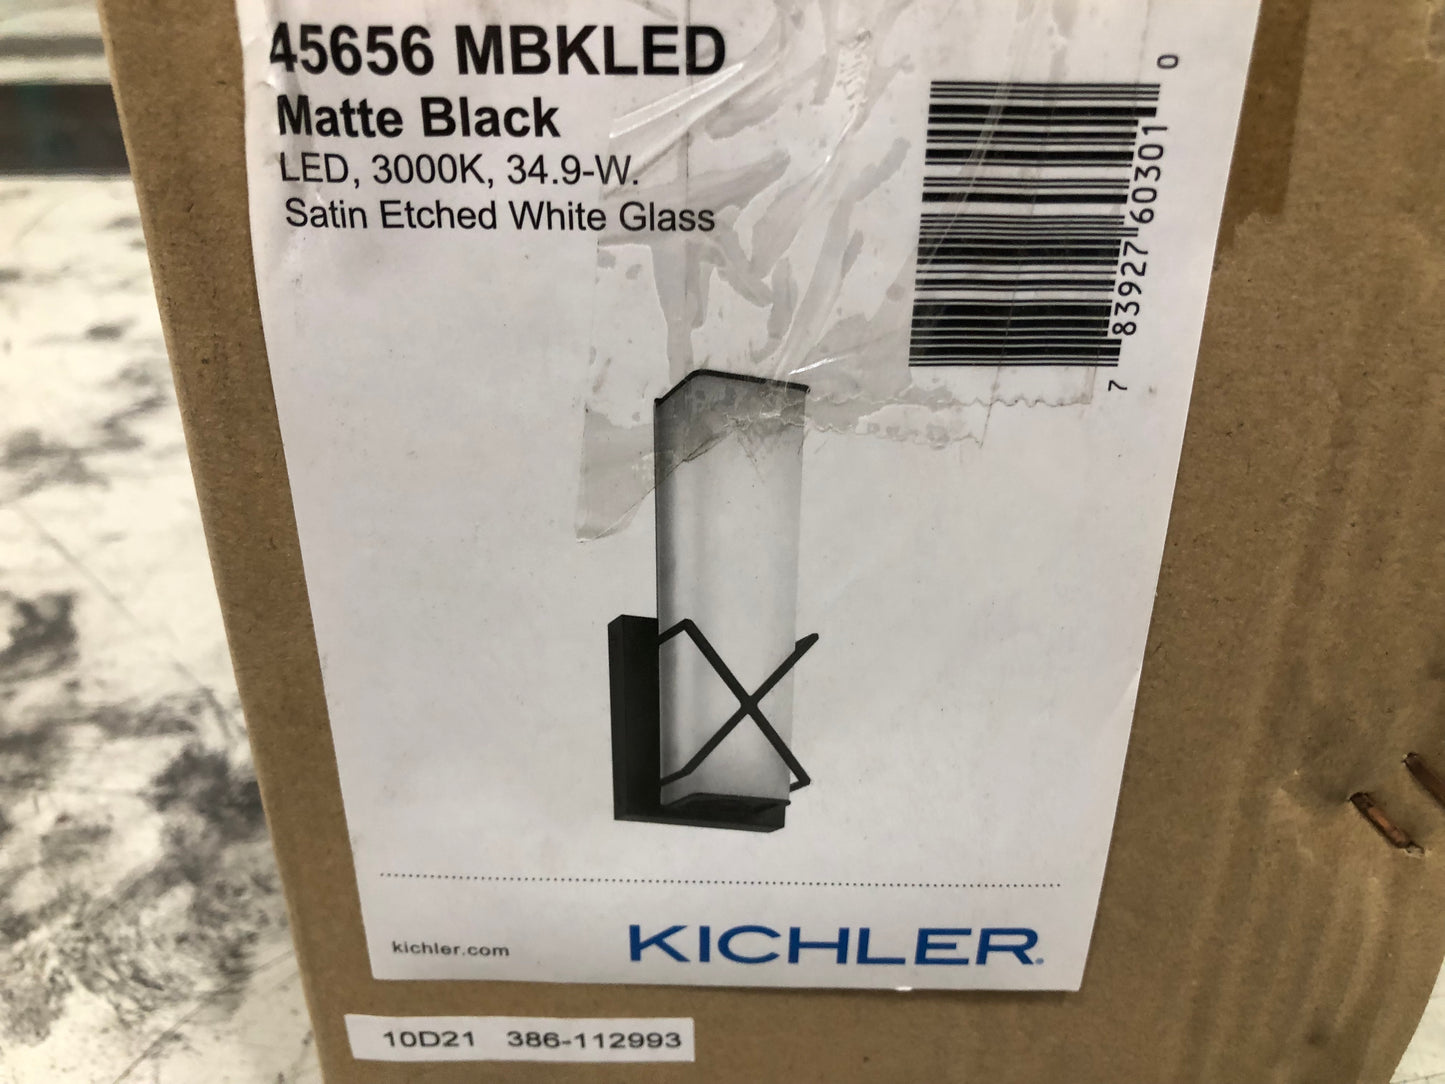 45656 MBKLED
Matte Black
LED, 3000K, 34.9-W.
Satin Etched White Glass
7 83927 60301 0
kichler.com
KICHLER®
10D21 386-112993